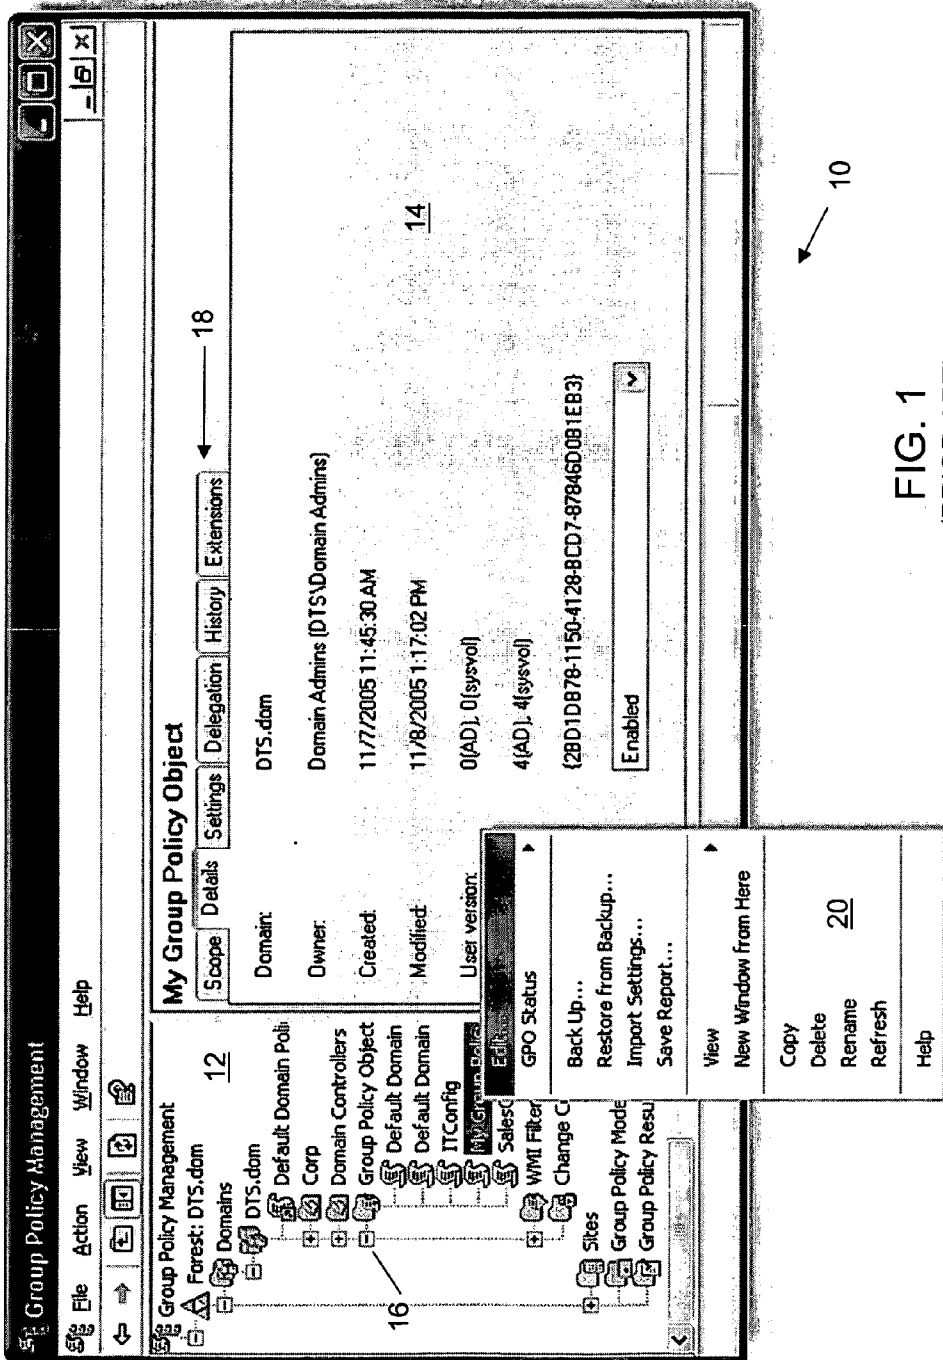 Group Policy Management
File Action View Window Help
Group Policy Management
Forest: DTS.dom
Domains
DTS.dom
Default Domain Poli
Corp
Domain Controllers
Group Policy Object
Default Domain
Default Domain
ITConfig
My Group
Sales
WMI Filter
Change C
Sites
Group Policy Mode
Group Policy Resu
12
16
My Group Policy Object
Scope Details Settings Delegation History Extensions
18
Domain: DTS.dom
Owner: Domain Admins (DTS\Domain Admins)
Created: 11/7/2005 11:45:30 AM
Modified: 11/8/2005 1:17:02 PM
User version: 0(AD), 0(sysvol)
4(AD), 4(sysvol)
{2BD1DB78-1150-4128-BCD7-87846D0B1EB3}
Enabled
14
Edit...
GPO Status
Back Up...
Restore from Backup...
Import Settings...
Save Report...
View
New Window from Here
Copy
Delete
Rename
Refresh
Help
20
10
FIG. 1